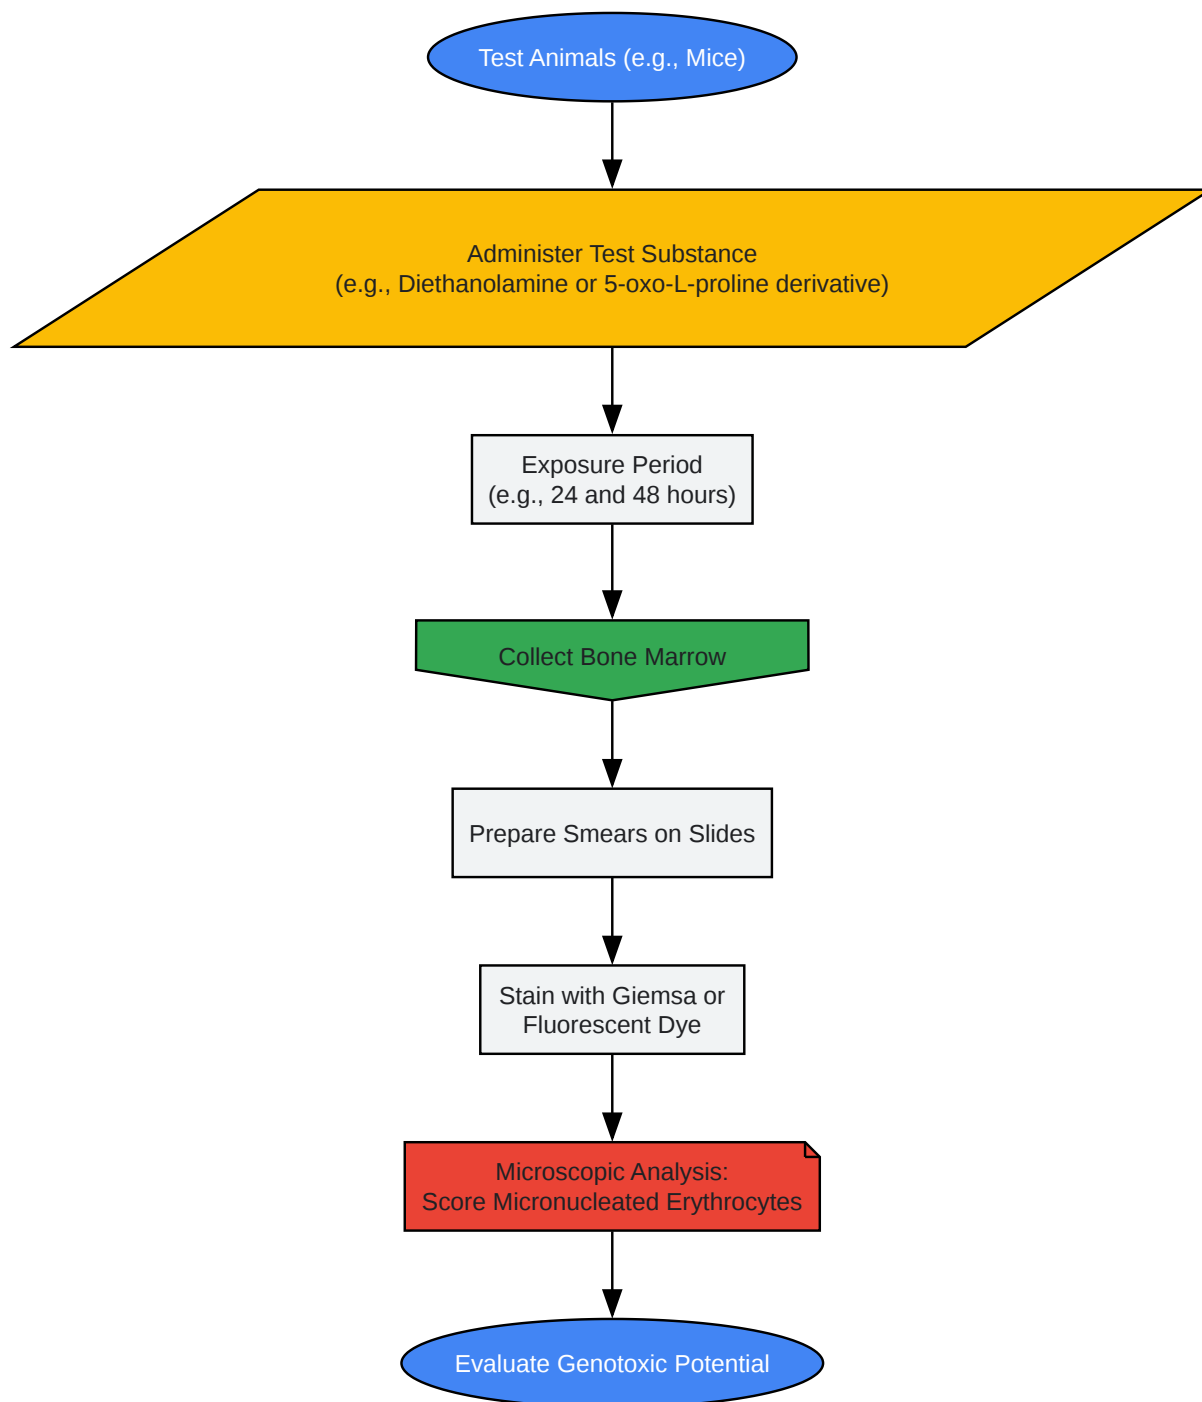 Test Animals (e.g., Mice)
Administer Test Substance
(e.g., Diethanolamine or 5-oxo-L-proline derivative)
Exposure Period
(e.g., 24 and 48 hours)
Collect Bone Marrow
Prepare Smears on Slides
Stain with Giemsa or
Fluorescent Dye
Microscopic Analysis:
Score Micronucleated Erythrocytes
Evaluate Genotoxic Potential